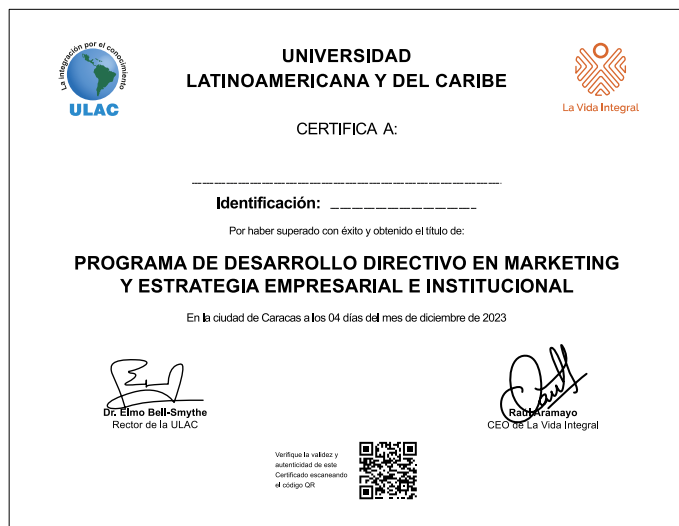 La integración por el conocimiento
ULAC
UNIVERSIDAD
LATINOAMERICANA Y DEL CARIBE
La Vida Integral
CERTIFICA A:
Identificación:
Por haber superado con éxito y obtenido el título de:
PROGRAMA DE DESARROLLO DIRECTIVO EN MARKETING
Y ESTRATEGIA EMPRESARIAL E INSTITUCIONAL
En la ciudad de Caracas a los 04 días del mes de diciembre de 2023
Dr. Elmo Bell-Smythe
Rector de la ULAC
Raúl Aramayo
CEO de La Vida Integral
Verifique la validez y
autenticidad de este
Certificado escaneando
el código QR